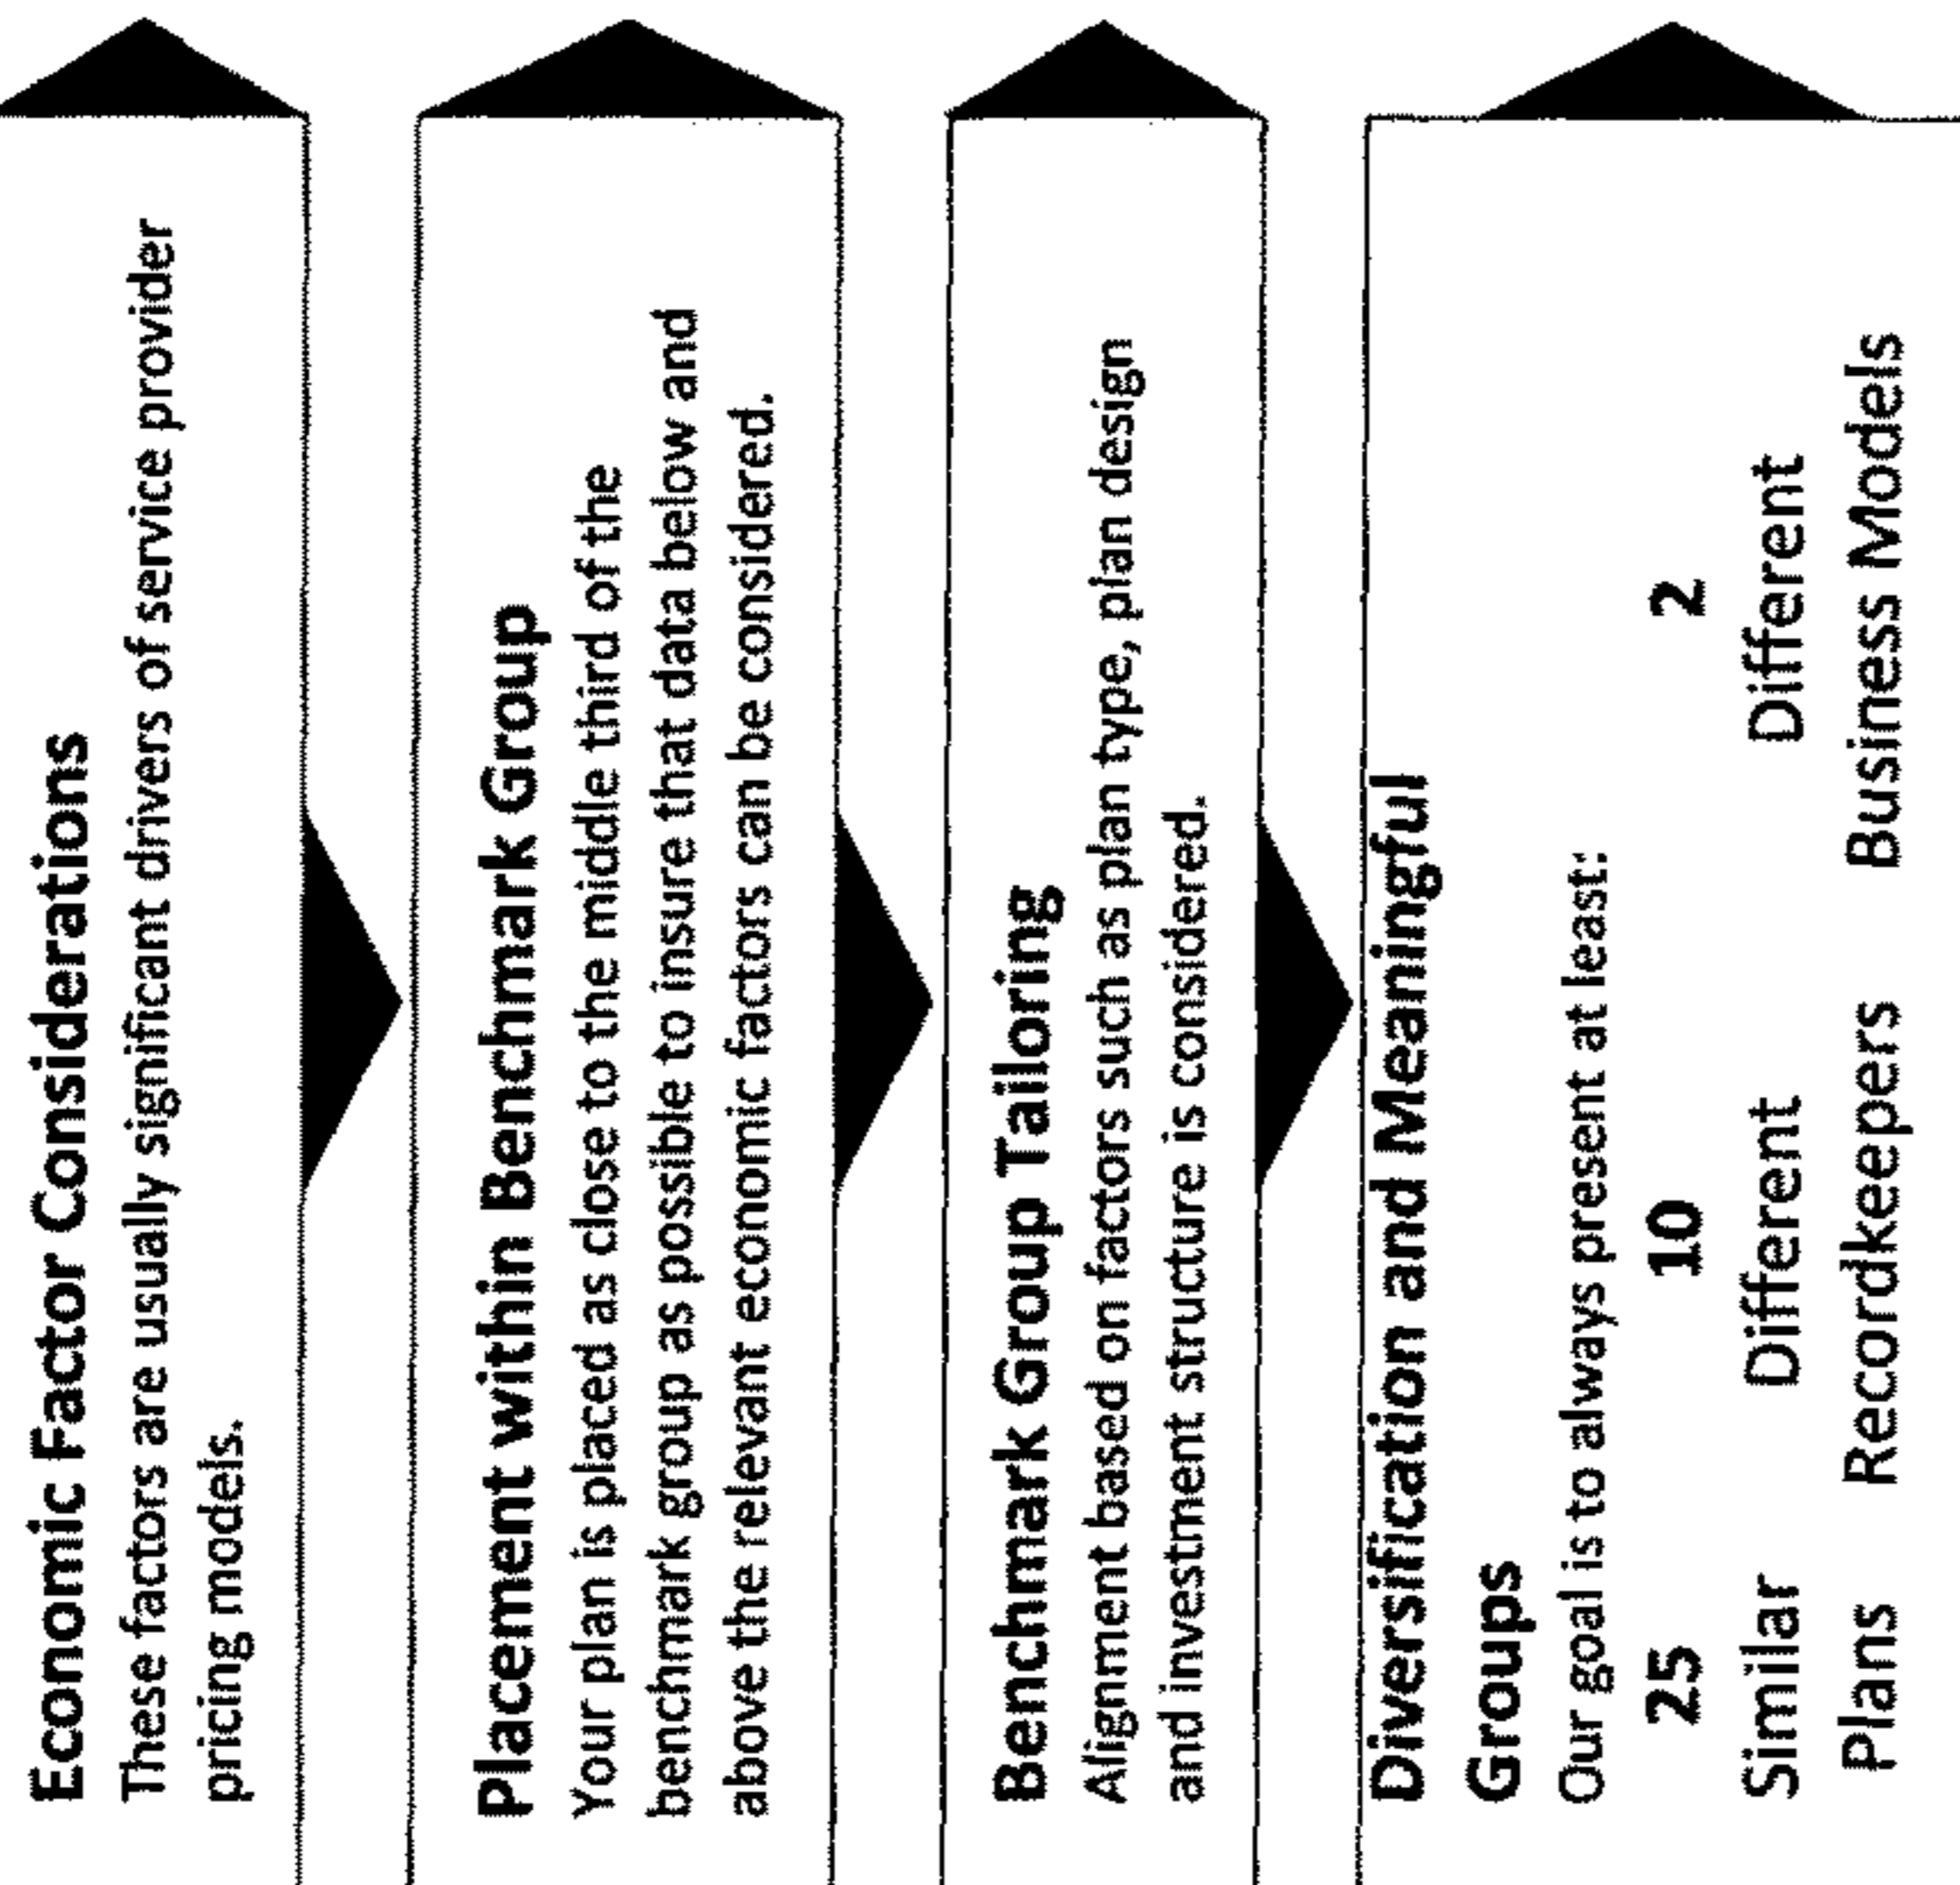 Economic Factor Considerations
These factors are usually significant drivers of service provider
pricing models.
Placement within Benchmark Group
Your plan is placed as close to the middle third of the
benchmark group as possible to insure that data below and
above the relevant economic factors can be considered.
Benchmark Group Tailoring
Alignment based on factors such as plan type, plan design
and investment structure is considered.
Diversification and Meaningful
Groups
Our goal is to always present at least:
25 10 2
Similar Different Different
Plans Recordkeepers Business Models